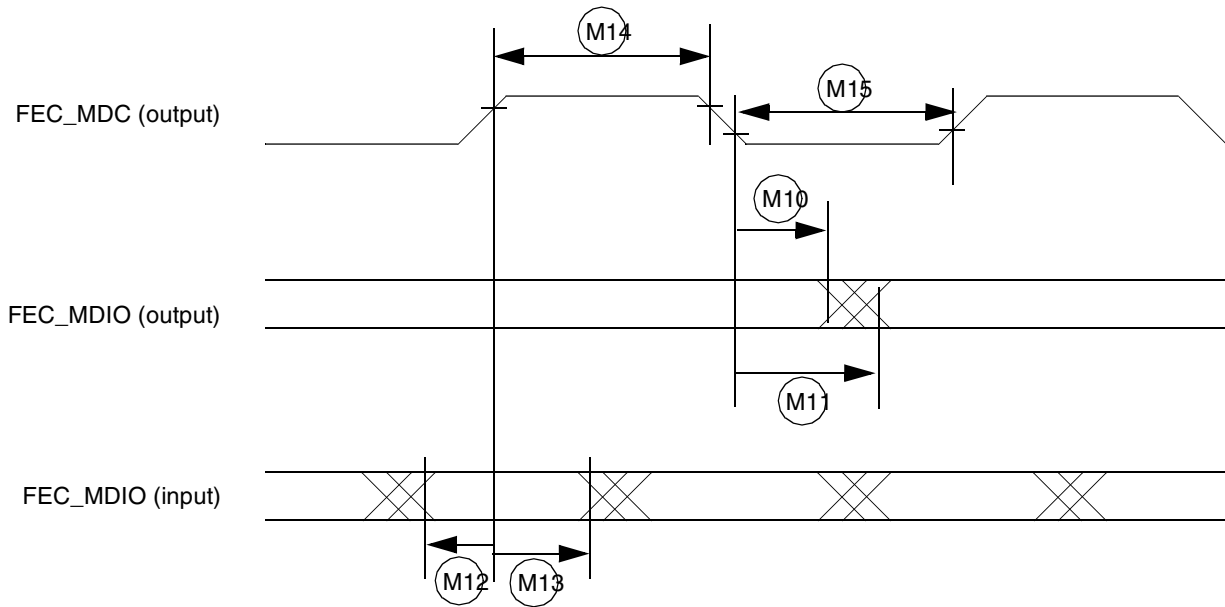 M14
FEC_MDC (output)
M15
M10
FEC_MDIO (output)
M11
FEC_MDIO (input)
M12
M13